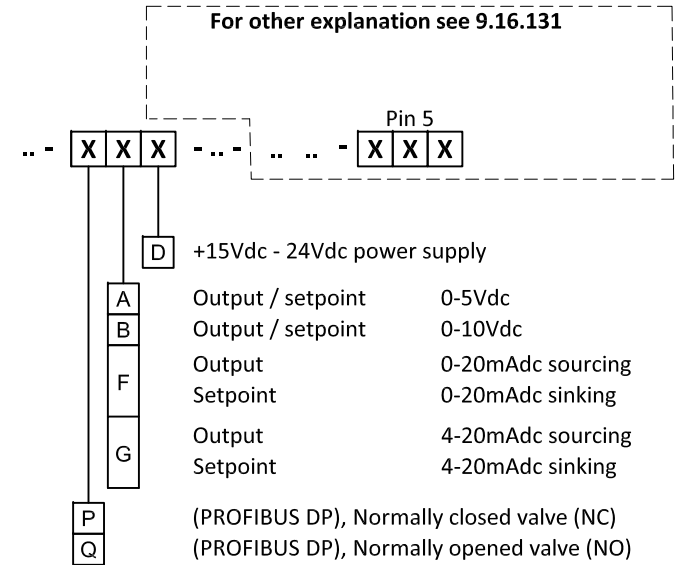 For other explanation see 9.16.131
Pin 5
.. - X X X - .. - .. .. - X X X
D +15Vdc - 24Vdc power supply
A Output / setpoint 0-5Vdc
B Output / setpoint 0-10Vdc
F Output 0-20mAdc sourcing
Setpoint 0-20mAdc sinking
G Output 4-20mAdc sourcing
Setpoint 4-20mAdc sinking
P (PROFIBUS DP), Normally closed valve (NC)
Q (PROFIBUS DP), Normally opened valve (NO)